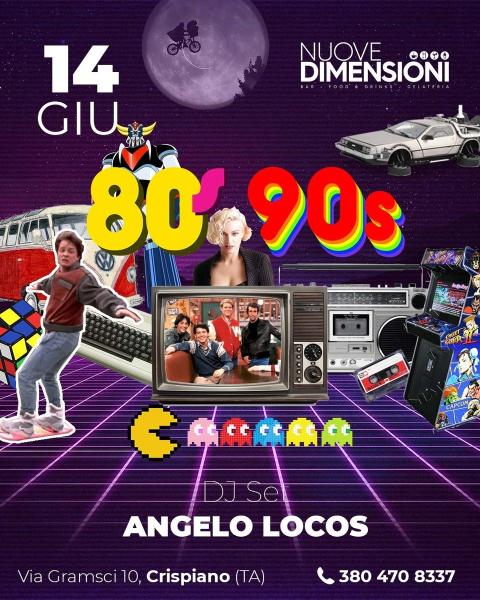 14
GIU
NUOVE
DIMENSIONI
BAR - FOOD & DRINKS - GELATERIA
80's 90s
DJ Set
ANGELO LOCOS
Via Gramsci 10, Crispiano (TA)
380 470 8337